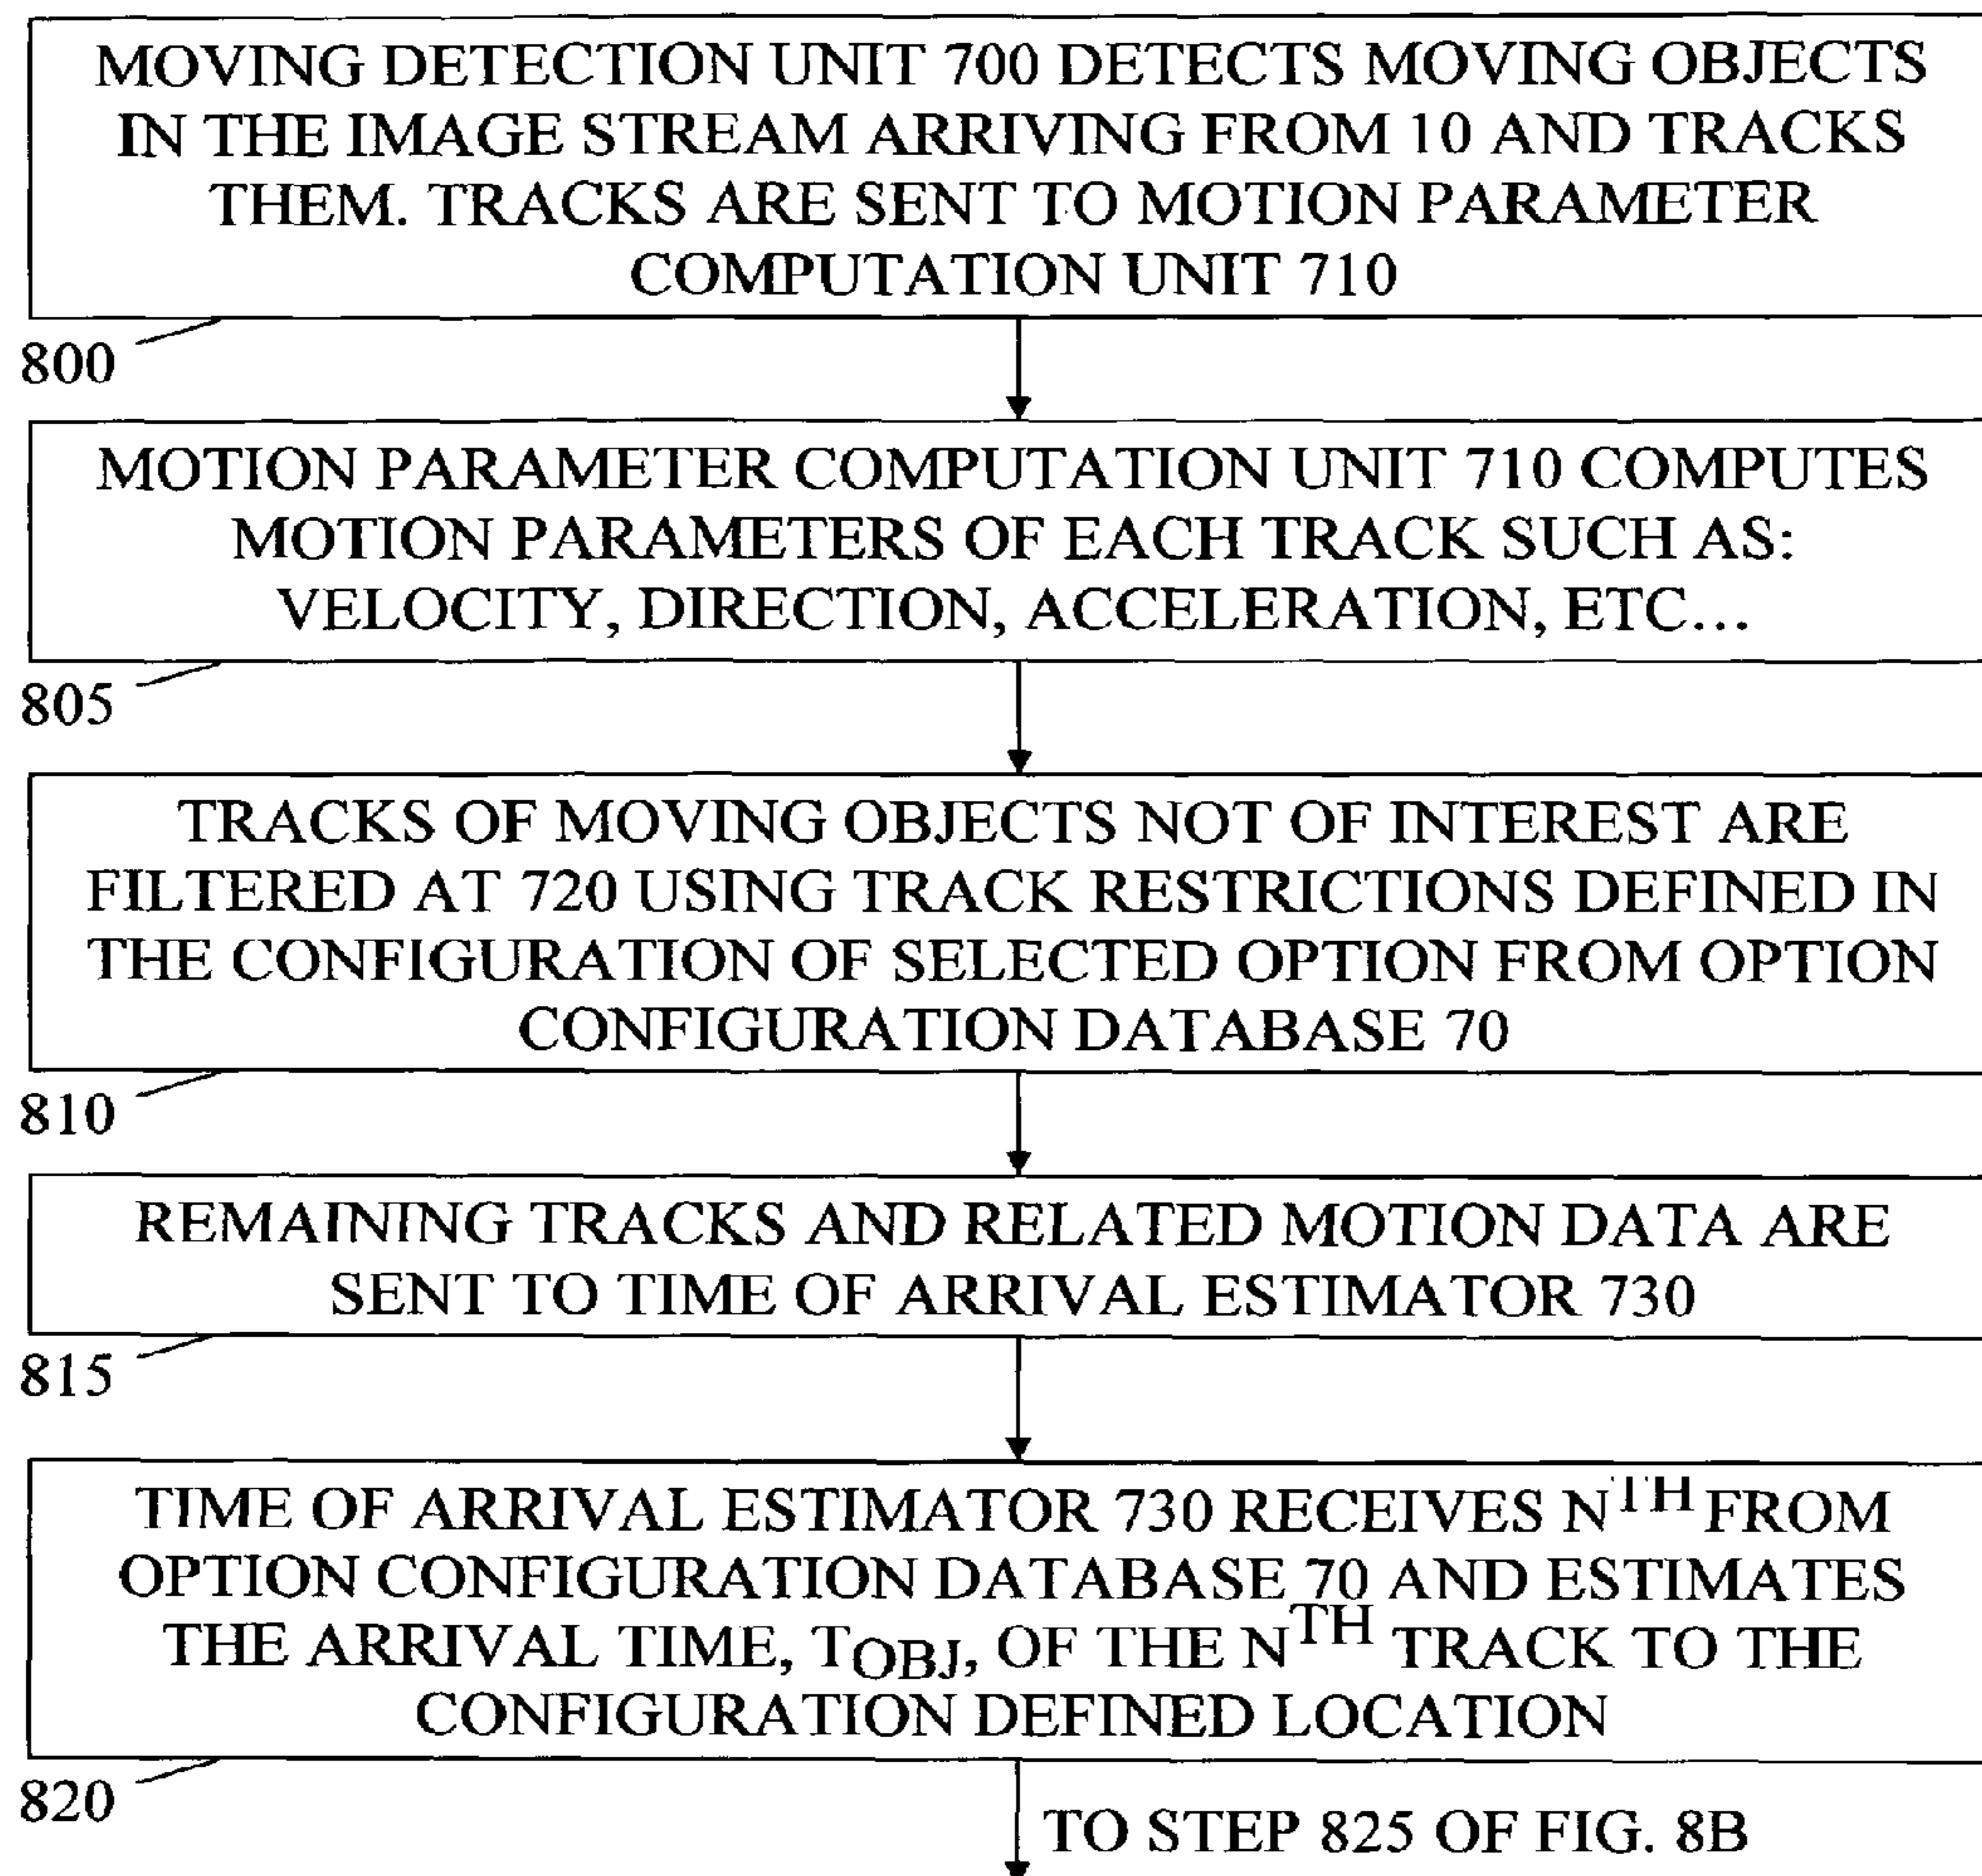 MOVING DETECTION UNIT 700 DETECTS MOVING OBJECTS
IN THE IMAGE STREAM ARRIVING FROM 10 AND TRACKS
THEM. TRACKS ARE SENT TO MOTION PARAMETER
COMPUTATION UNIT 710
800
MOTION PARAMETER COMPUTATION UNIT 710 COMPUTES
MOTION PARAMETERS OF EACH TRACK SUCH AS:
VELOCITY, DIRECTION, ACCELERATION, ETC...
805
TRACKS OF MOVING OBJECTS NOT OF INTEREST ARE
FILTERED AT 720 USING TRACK RESTRICTIONS DEFINED IN
THE CONFIGURATION OF SELECTED OPTION FROM OPTION
CONFIGURATION DATABASE 70
810
REMAINING TRACKS AND RELATED MOTION DATA ARE
SENT TO TIME OF ARRIVAL ESTIMATOR 730
815
TIME OF ARRIVAL ESTIMATOR 730 RECEIVES N^TH FROM
OPTION CONFIGURATION DATABASE 70 AND ESTIMATES
THE ARRIVAL TIME, T_OBJ, OF THE N^TH TRACK TO THE
CONFIGURATION DEFINED LOCATION
820
TO STEP 825 OF FIG. 8B